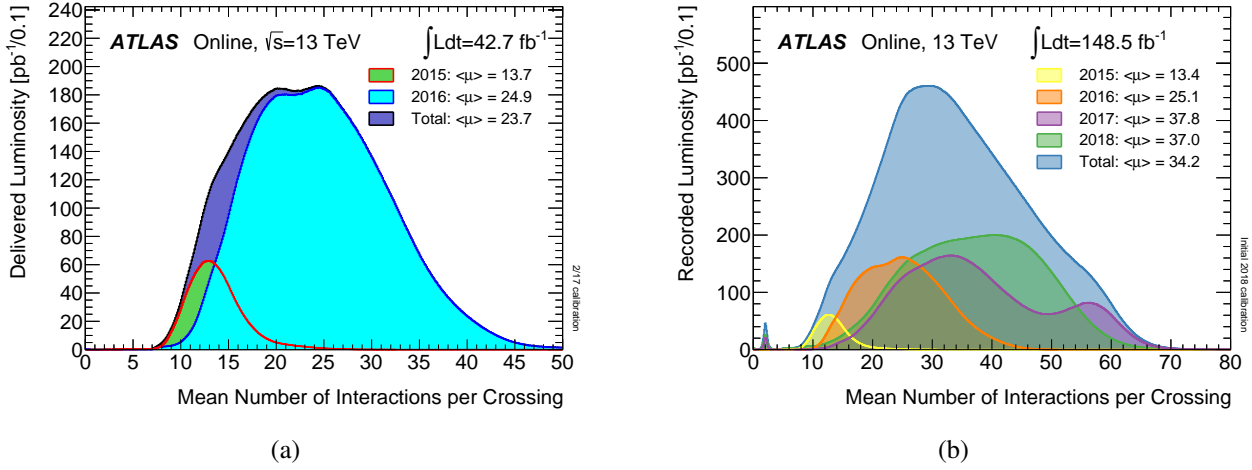 ATLAS Online, √s=13 TeV ∫Ldt=42.7 fb⁻¹
2015: <μ> = 13.7
2016: <μ> = 24.9
Total: <μ> = 23.7
Delivered Luminosity [pb⁻¹/0.1]
240
220
200
180
160
140
120
100
80
60
40
20
0
0 5 10 15 20 25 30 35 40 45 50
Mean Number of Interactions per Crossing
2/17 calibration
(a)
ATLAS Online, 13 TeV ∫Ldt=148.5 fb⁻¹
2015: <μ> = 13.4
2016: <μ> = 25.1
2017: <μ> = 37.8
2018: <μ> = 37.0
Total: <μ> = 34.2
Recorded Luminosity [pb⁻¹/0.1]
500
400
300
200
100
0
0 10 20 30 40 50 60 70 80
Mean Number of Interactions per Crossing
Initial 2018 calibration
(b)